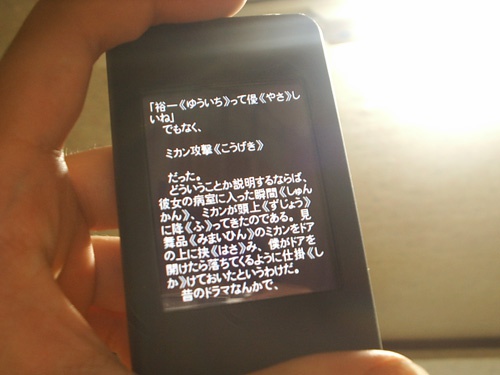 「裕一《ゆういち》って優《やさ》し
いね」
でもなく、
ミカン攻撃《こうげき》
だった。
どういうことか説明するならば、
彼女の病室に入った瞬間《しゅん
かん》、ミカンが頭上《ずじょう》
に降《ふ》ってきたのである。見
舞品《みまいひん》のミカンをドア
の上に挟《はさ》み、僕がドアを
開けたら落ちてくるように仕掛《し
か》けておいたというわけだ。
昔のドラマなんかで、